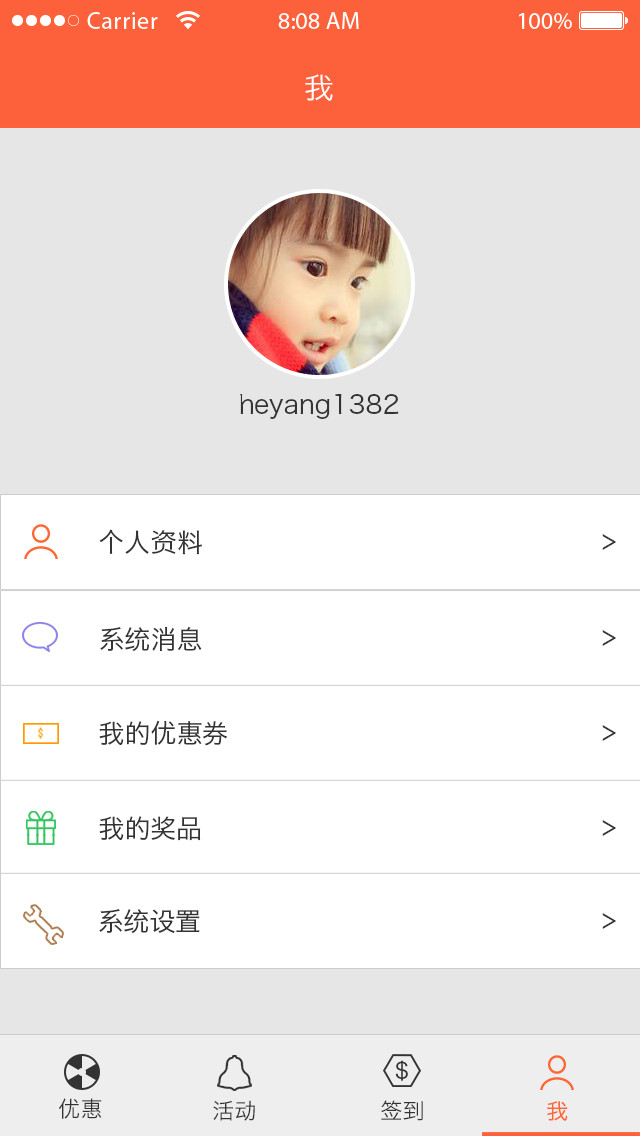 Carrier 8:08 AM 100%
我
heyang1382
个人资料 >
系统消息 >
$ 我的优惠券 >
我的奖品 >
系统设置 >
$
优惠 活动 签到 我